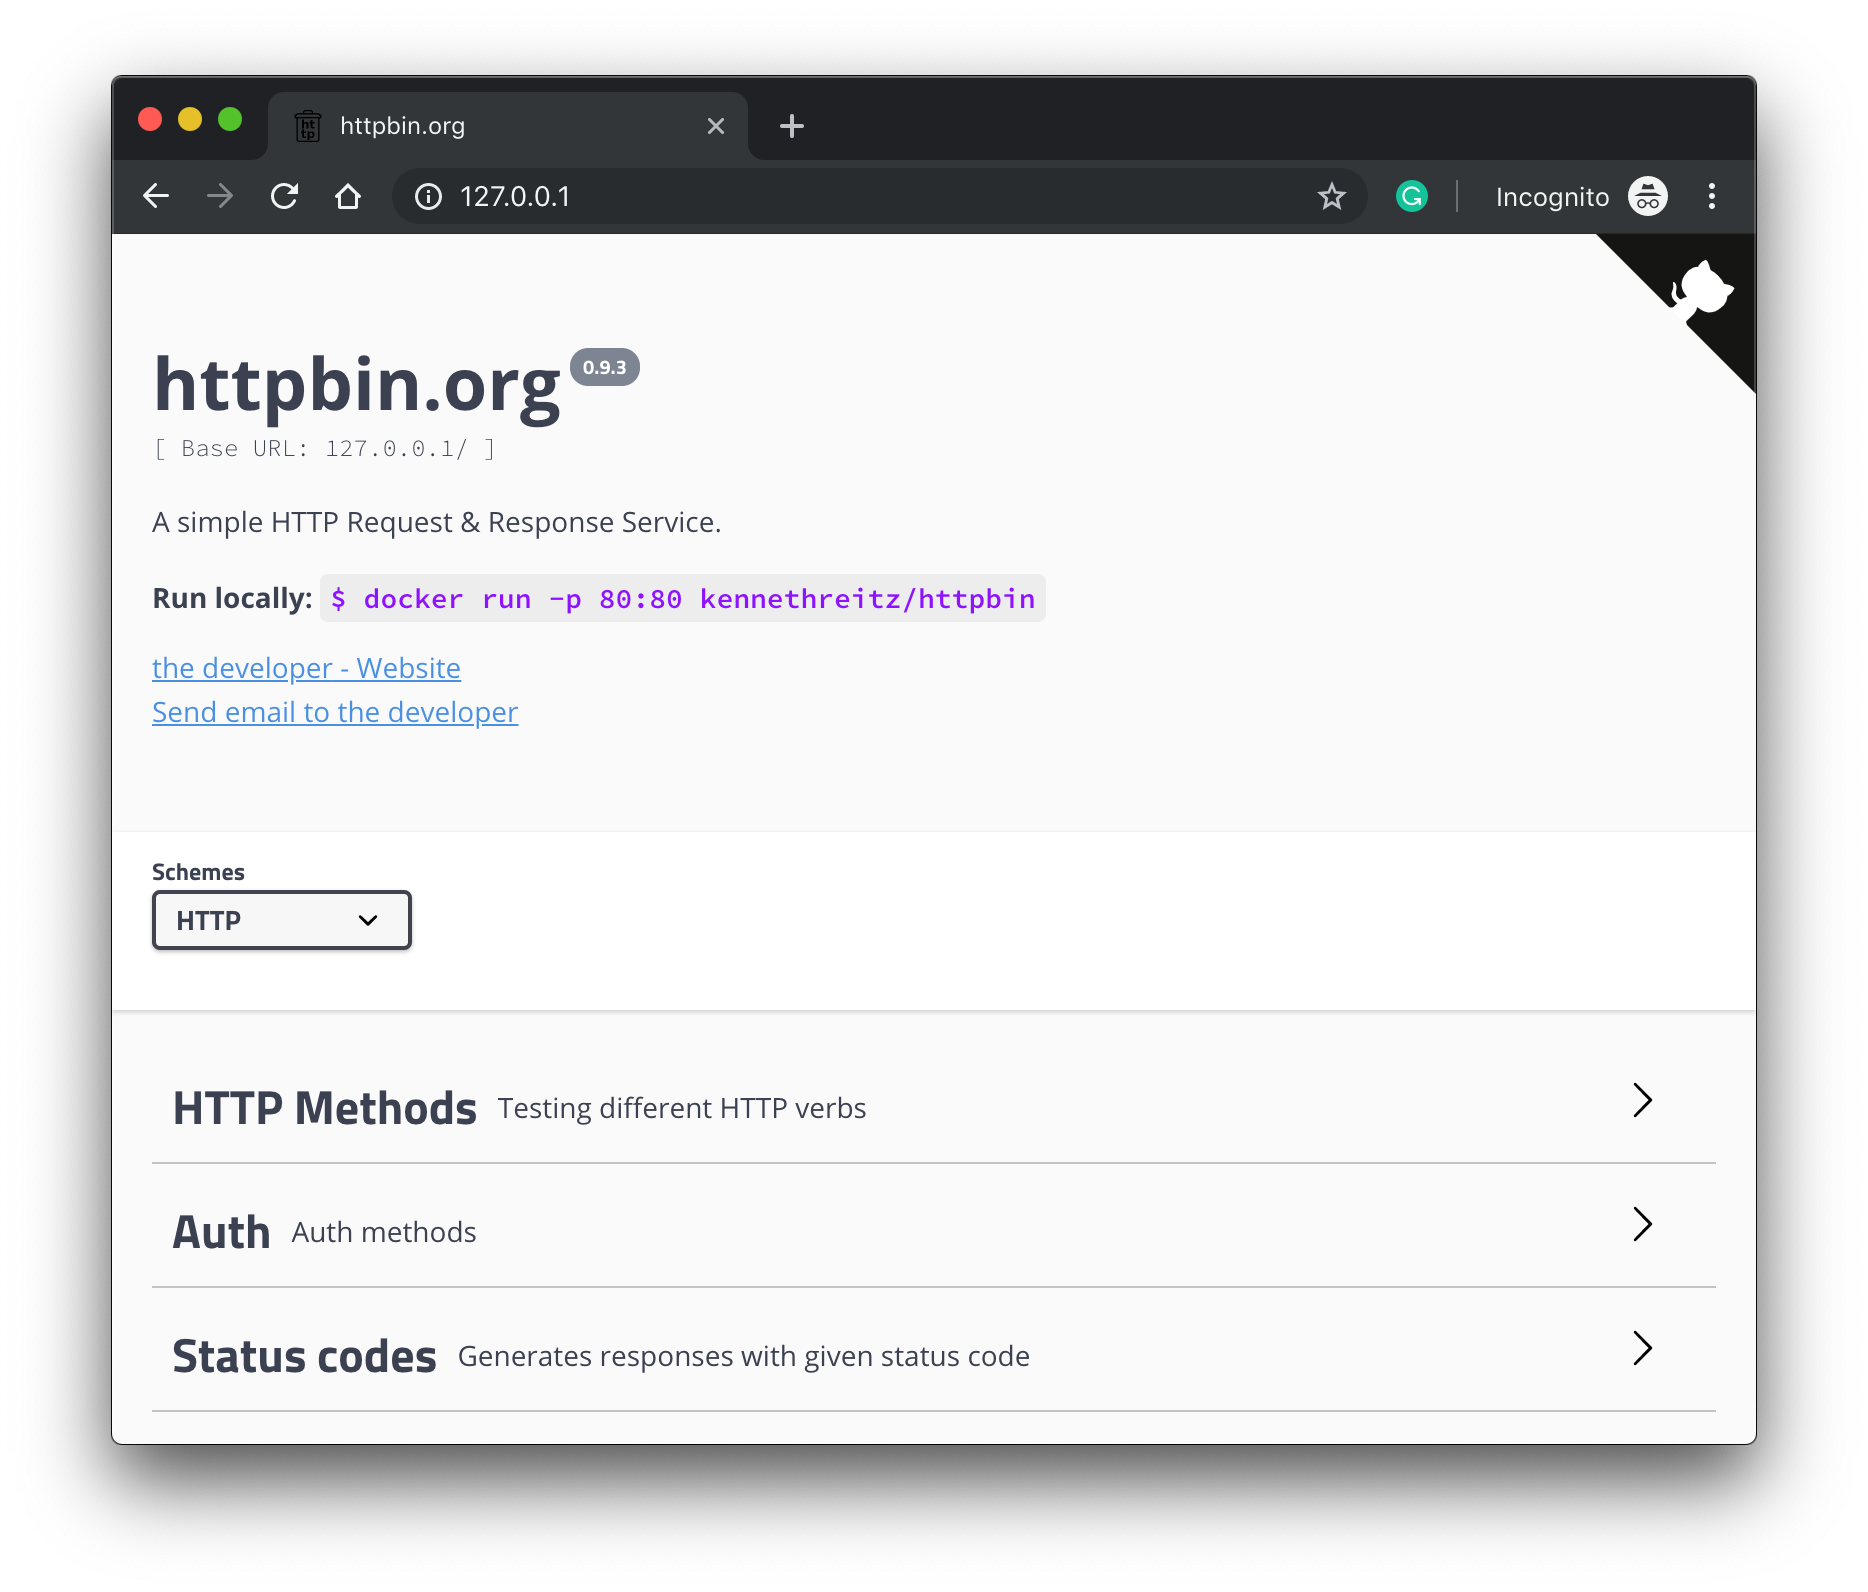 ht
tp
httpbin.org
127.0.0.1
Incognito
httpbin.org 0.9.3
[ Base URL: 127.0.0.1/ ]
A simple HTTP Request & Response Service.
Run locally: $ docker run -p 80:80 kennethreitz/httpbin
the developer - Website
Send email to the developer
Schemes
HTTP
HTTP Methods Testing different HTTP verbs
Auth Auth methods
Status codes Generates responses with given status code